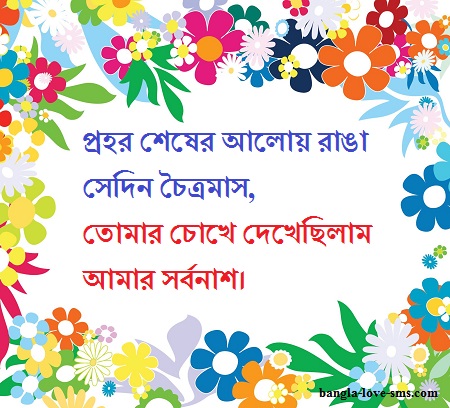 প্রহর শেষের আলোয় রাঙা
সেদিন চৈত্রমাস,
তোমার চোখে দেখেছিলাম
আমার সর্বনাশ।
bangla-love-sms.com